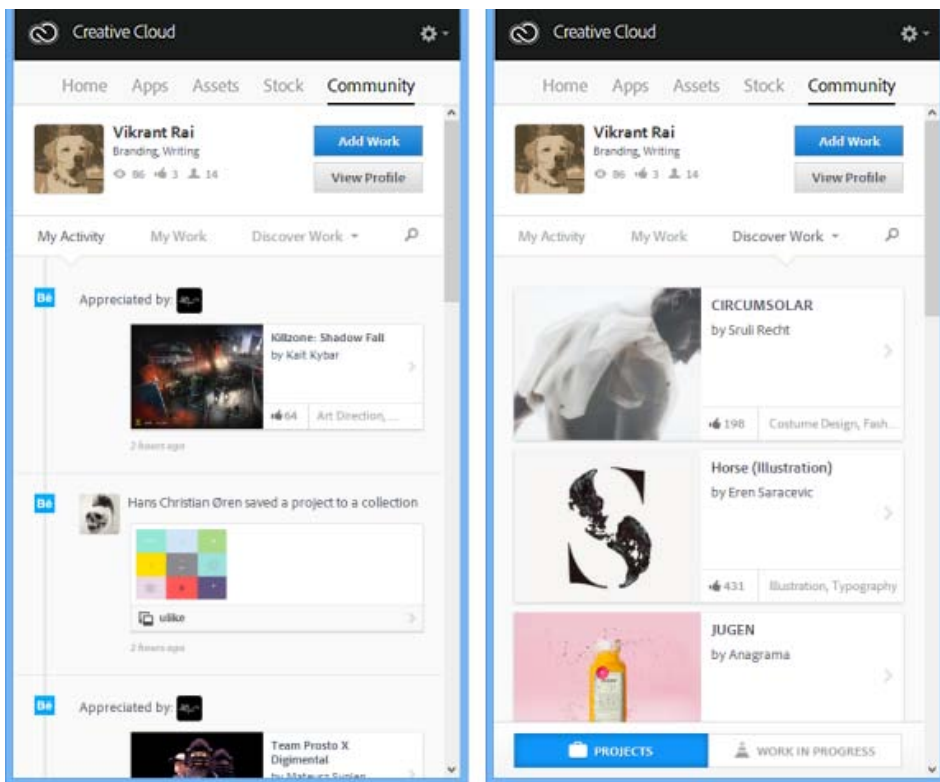 Creative Cloud
Home Apps Assets Stock Community
Vikrant Rai
Branding, Writing
86 3 14
Add Work
View Profile
My Activity My Work Discover Work
Bē Appreciated by:
Killzone: Shadow Fall
by Kait Kybar
64 Art Direction, ...
2 hours ago
Bē Hans Christian Øren saved a project to a collection
ulike
2 hours ago
Bē Appreciated by:
Team Prosto X
Digimental
by Mateusz
Creative Cloud
Home Apps Assets Stock Community
Vikrant Rai
Branding, Writing
86 3 14
Add Work
View Profile
My Activity My Work Discover Work
CIRCUMSOLAR
by Sruli Recht
198 Costume Design, Fash...
Horse (Illustration)
by Eren Saracevic
431 Illustration, Typography
JUGEN
by Anagrama
PROJECTS WORK IN PROGRESS